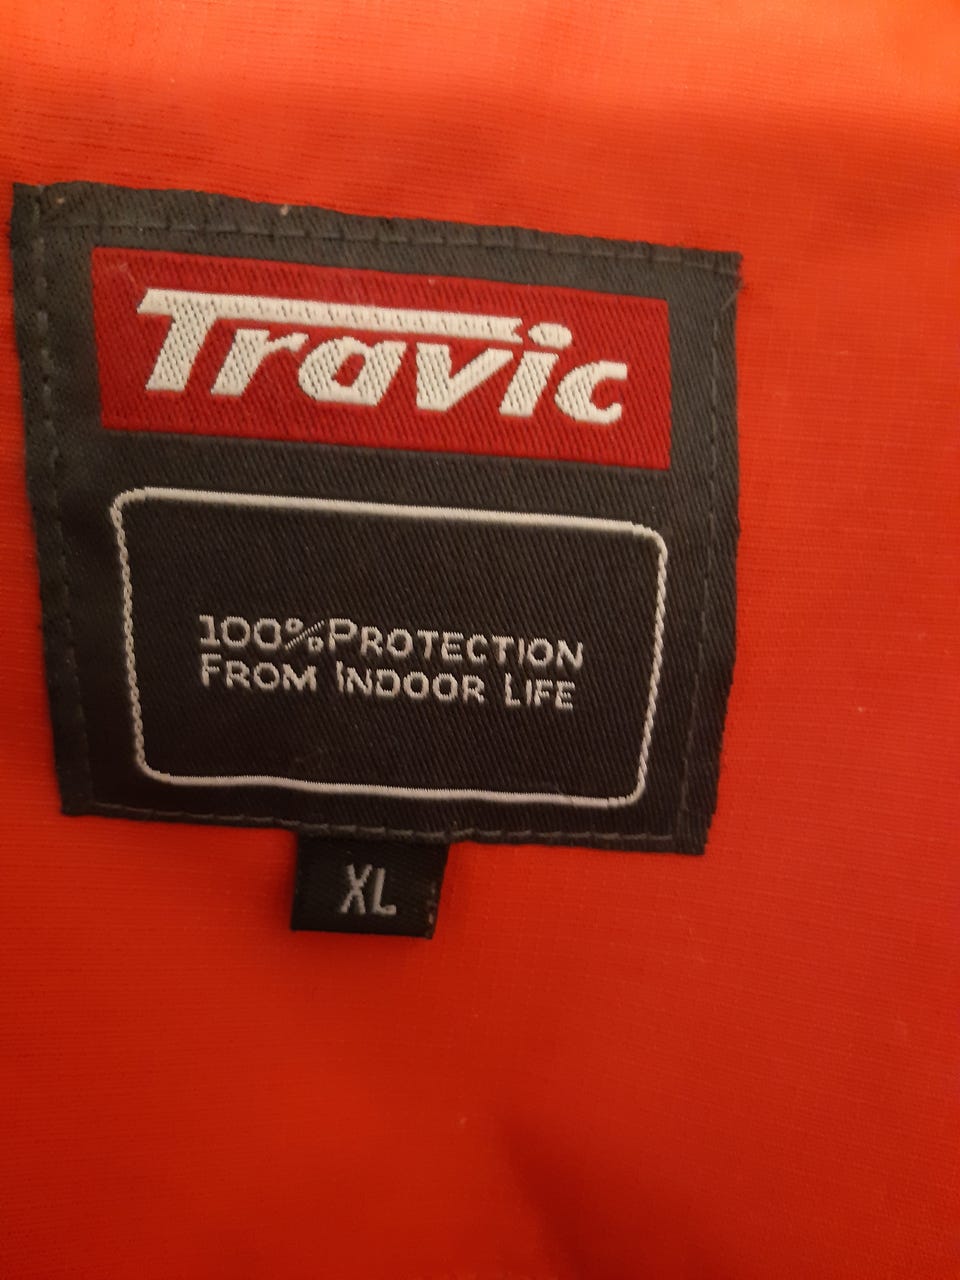 Travic
100% PROTECTION
FROM INDOOR LIFE
XL